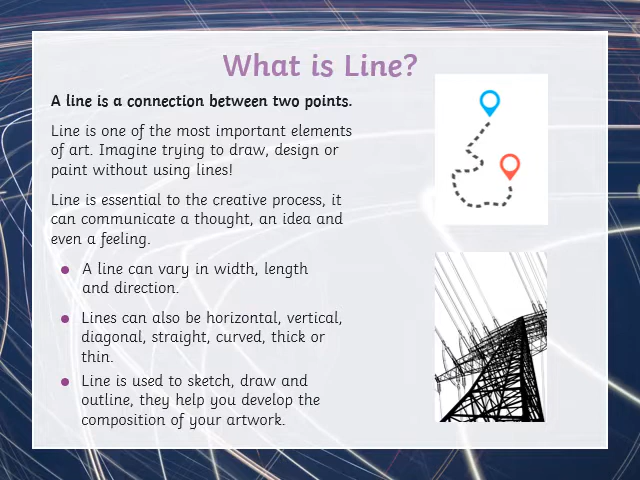 What is Line?
A line is a connection between two points.
Line is one of the most important elements
of art. Imagine trying to draw, design or
paint without using lines!
Line is essential to the creative process, it
can communicate a thought, an idea and
even a feeling.
A line can vary in width, length
and direction.
Lines can also be horizontal, vertical,
diagonal, straight, curved, thick or
thin.
Line is used to sketch, draw and
outline, they help you develop the
composition of your artwork.